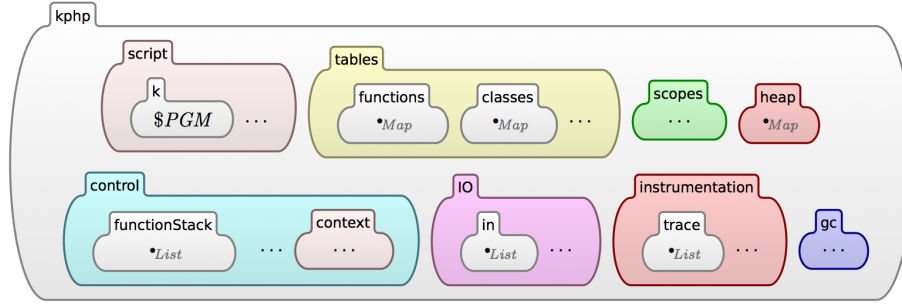 kphp
script
tables
k
functions
classes
scopes
heap
$PGM
...
•Map
•Map
...
...
•Map
control
IO
instrumentation
functionStack
context
in
trace
gc
•List
...
...
•List
...
•List
...
...